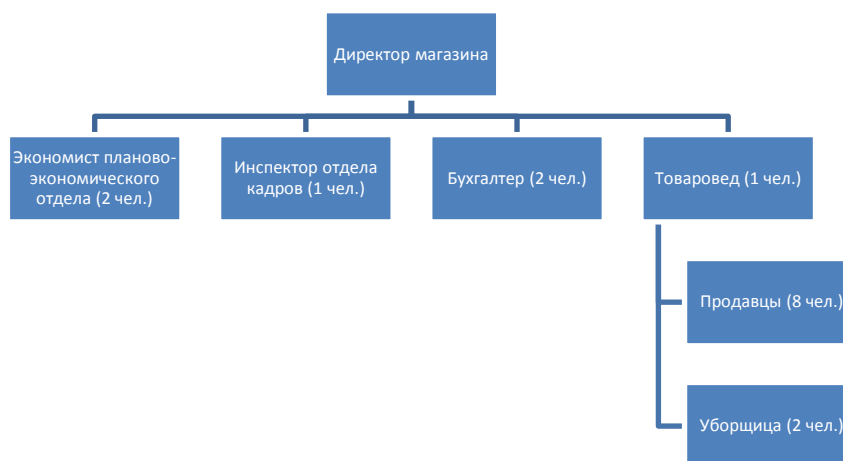 Директор магазина
Экономист планово-
экономического
отдела (2 чел.)
Инспектор отдела
кадров (1 чел.)
Бухгалтер (2 чел.)
Товаровед (1 чел.)
Продавцы (8 чел.)
Уборщица (2 чел.)